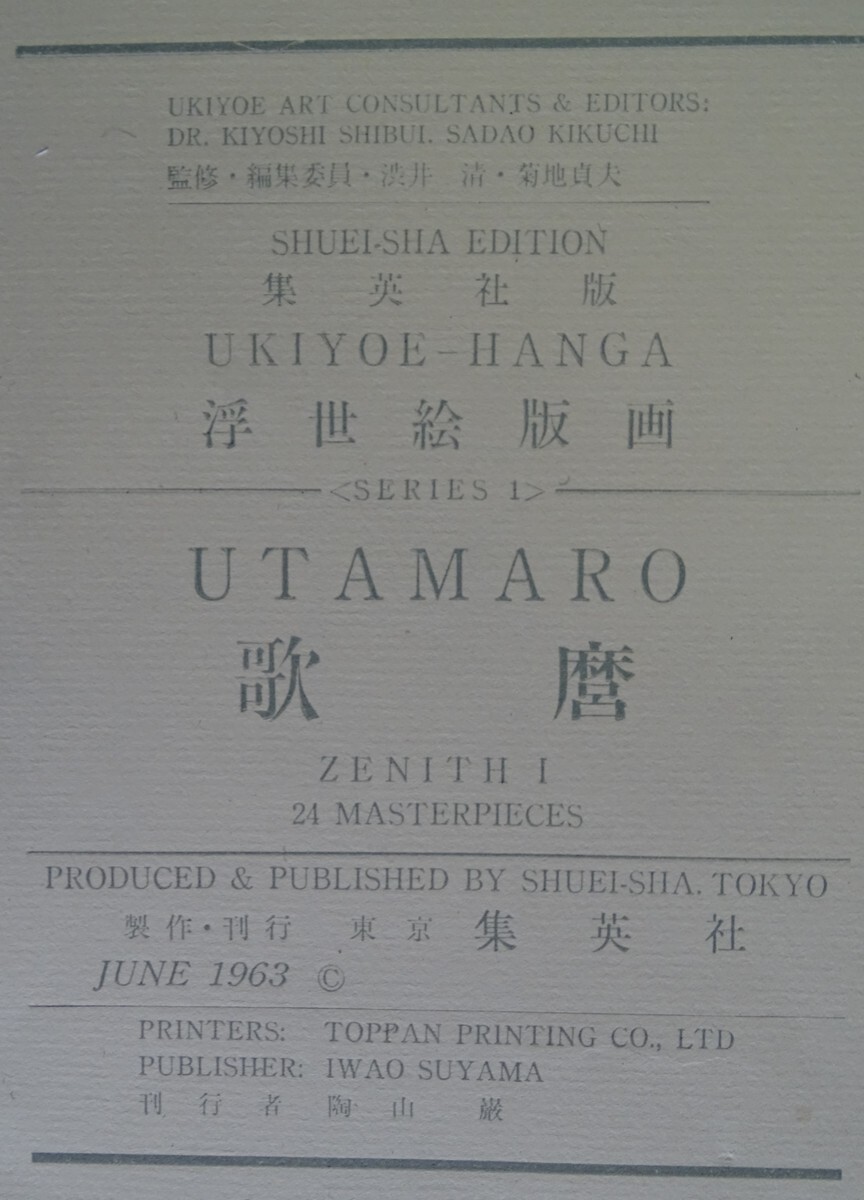 UKIYOE ART CONSULTANTS & EDITORS:
DR. KIYOSHI SHIBUI. SADAO KIKUCHI
監修・編集委員・渋井 清・菊地貞夫
SHUEI-SHA EDITION
集英社版
UKIYOE-HANGA
浮世絵版画
<SERIES 1>
UTAMARO
歌麿
ZENITH I
24 MASTERPIECES
PRODUCED & PUBLISHED BY SHUEI-SHA. TOKYO
製作・刊行 東京 集英社
JUNE 1963 ©
PRINTERS: TOPPAN PRINTING CO., LTD
PUBLISHER: IWAO SUYAMA
刊行者 陶山 巌